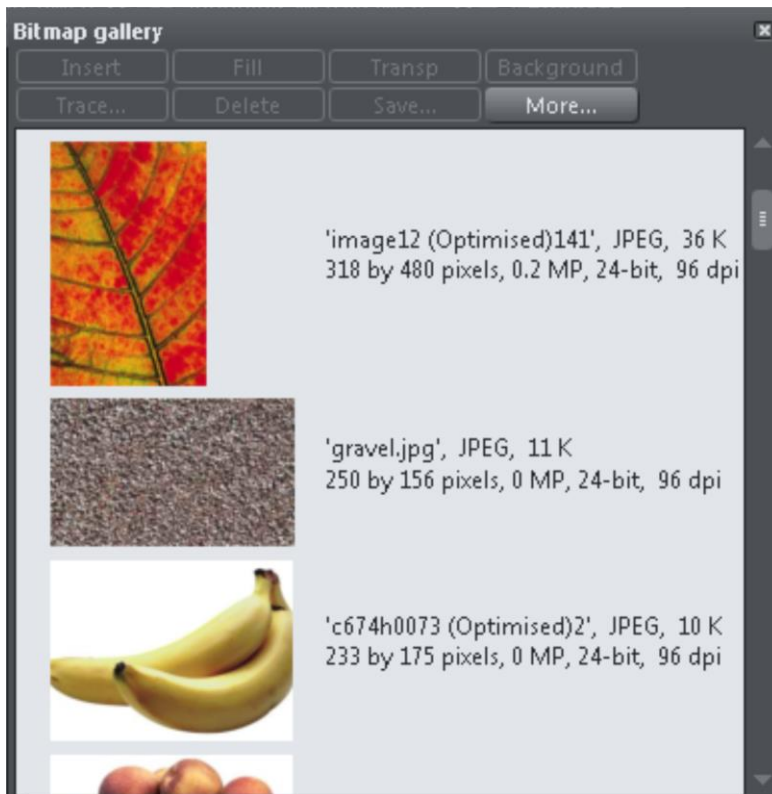 Bitmap gallery
Insert Fill Transp Background
Trace... Delete Save... More...
'image12 (Optimised)141', JPEG, 36 K
318 by 480 pixels, 0.2 MP, 24-bit, 96 dpi
'gravel.jpg', JPEG, 11 K
250 by 156 pixels, 0 MP, 24-bit, 96 dpi
'c674h0073 (Optimised)2', JPEG, 10 K
233 by 175 pixels, 0 MP, 24-bit, 96 dpi